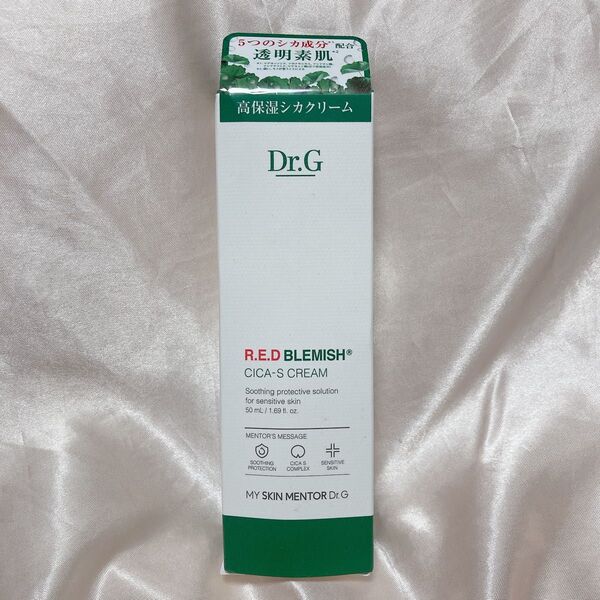 5つのシカ成分*¹配合
透明素肌*²
高保湿シカクリーム
Dr.G
R.E.D BLEMISH®
CICA-S CREAM
Soothing protective solution
for sensitive skin
50 mL / 1.69 fl. oz.
MENTOR'S MESSAGE
SOOTHING PROTECTION
CICA S COMPLEX
SENSITIVE SKIN
MY SKIN MENTOR Dr.G